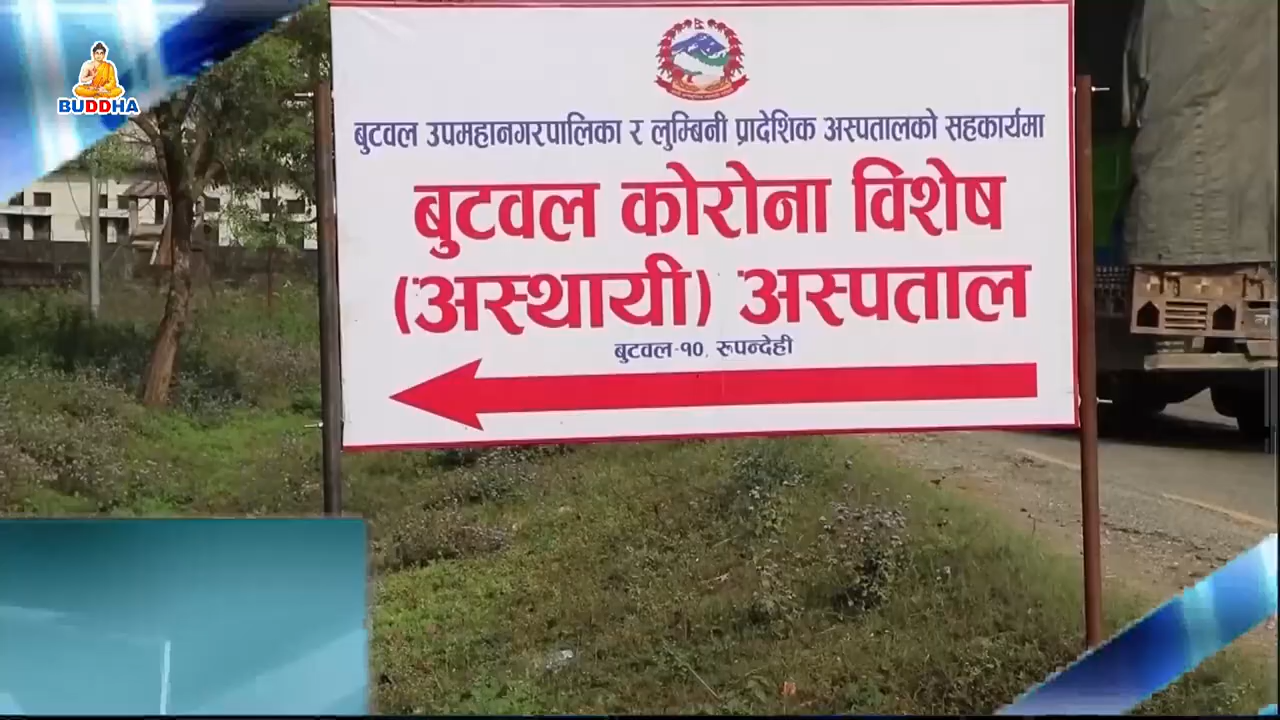 BUDDHA
बुटवल उपमहानगरपालिका र लुम्बिनी प्रादेशिक अस्पतालको सहकार्यमा
बुटवल कोरोना विशेष
(अस्थायी) अस्पताल
बुटवल-१०, रुपन्देही